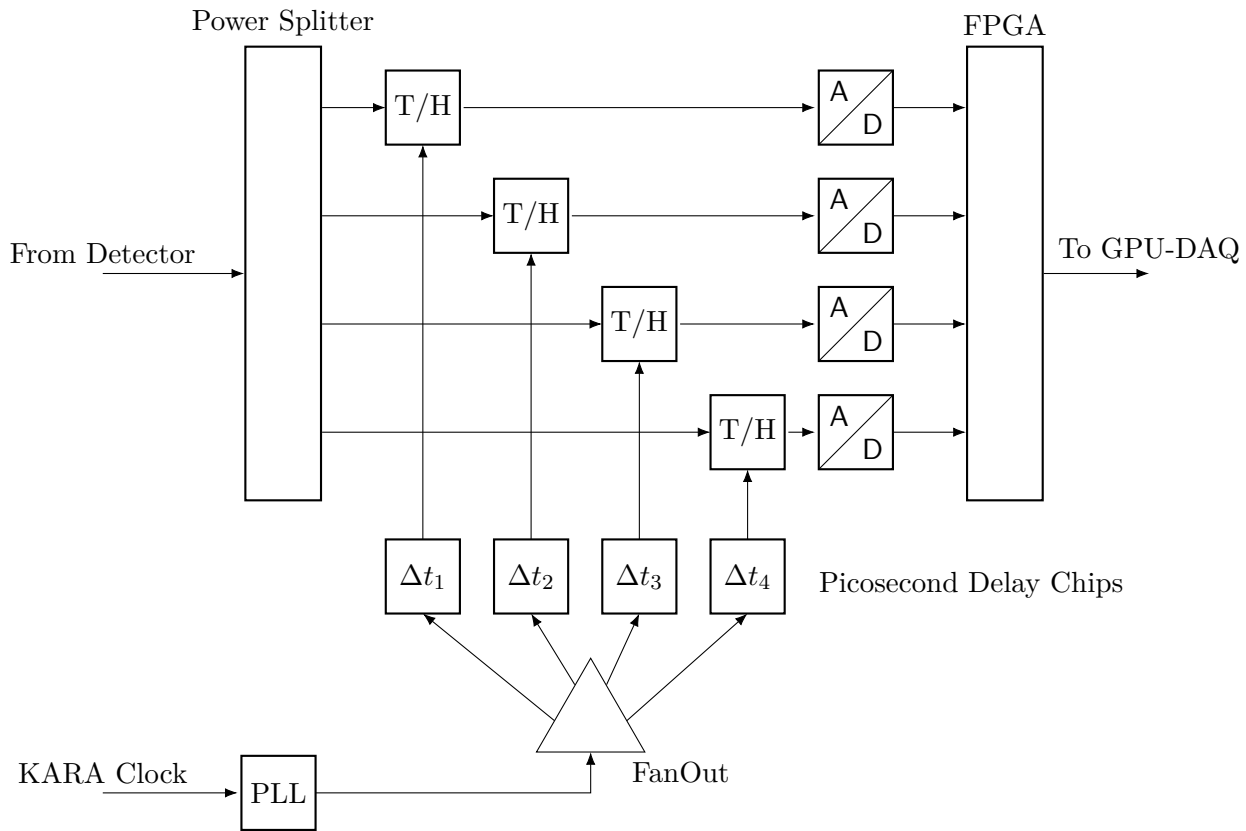 Power Splitter
FPGA
T/H
A
D
T/H
A
D
From Detector
To GPU-DAQ
T/H
A
D
T/H
A
D
Δt₁
Δt₂
Δt₃
Δt₄
Picosecond Delay Chips
KARA Clock
PLL
FanOut